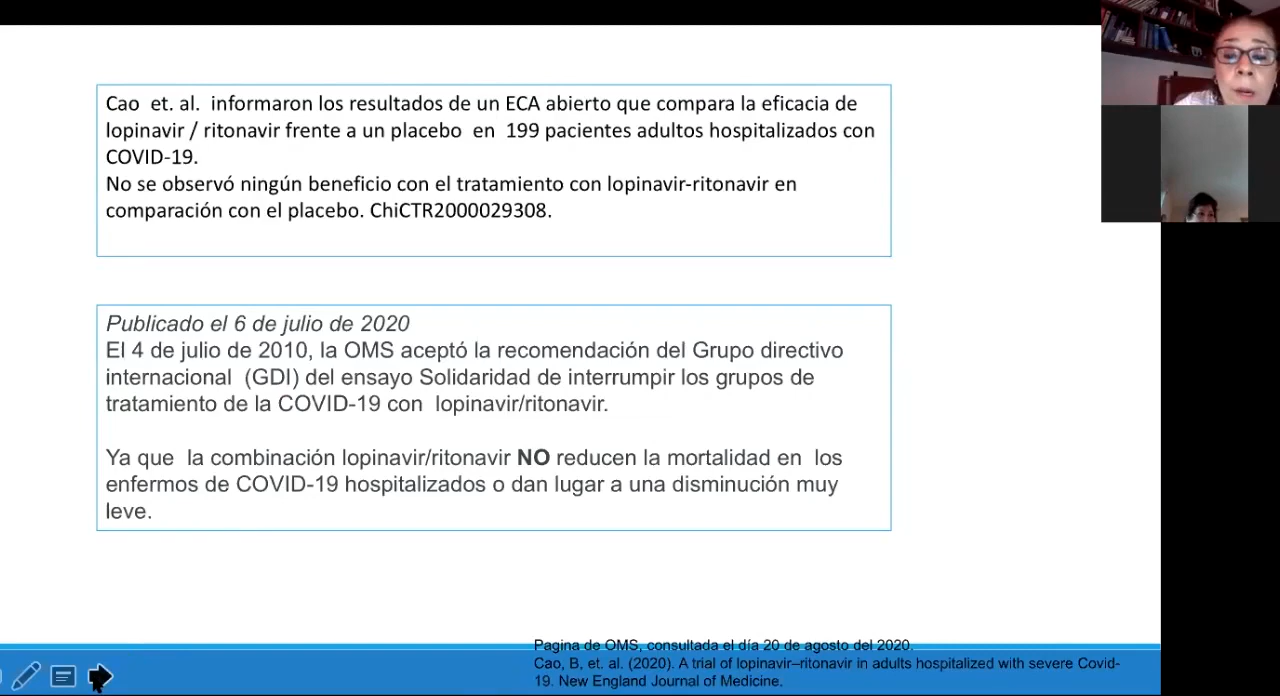 Cao et. al. informaron los resultados de un ECA abierto que compara la eficacia de
lopinavir / ritonavir frente a un placebo en 199 pacientes adultos hospitalizados con
COVID-19.
No se observó ningún beneficio con el tratamiento con lopinavir-ritonavir en
comparación con el placebo. ChiCTR2000029308.
Publicado el 6 de julio de 2020
El 4 de julio de 2010, la OMS aceptó la recomendación del Grupo directivo
internacional (GDI) del ensayo Solidaridad de interrumpir los grupos de
tratamiento de la COVID-19 con lopinavir/ritonavir.
Ya que la combinación lopinavir/ritonavir NO reducen la mortalidad en los
enfermos de COVID-19 hospitalizados o dan lugar a una disminución muy
leve.
Pagina de OMS, consultada el día 20 de agosto del 2020.
Cao, B, et. al. (2020). A trial of lopinavir–ritonavir in adults hospitalized with severe Covid-
19. New England Journal of Medicine.